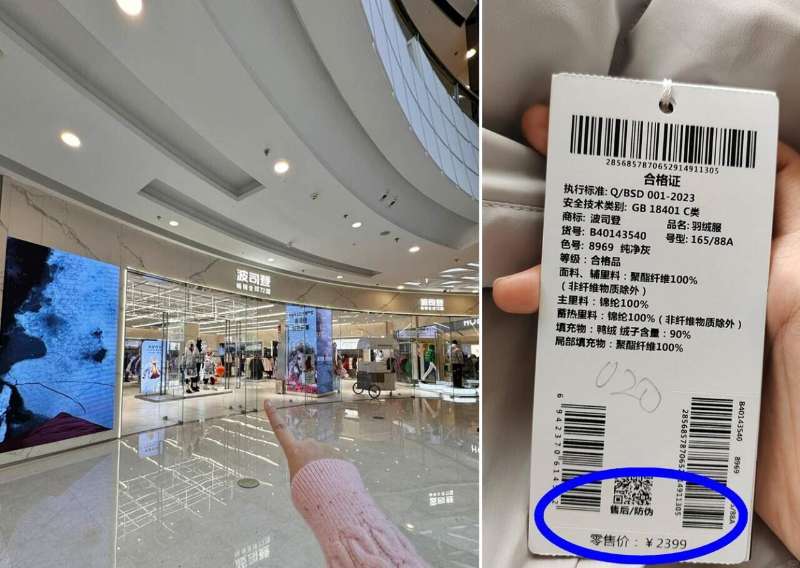 波司登
波司登
2856857870652914911305
合格证
执行标准: Q/BSD 001-2023
安全技术类别: GB 18401 C类
商标: 波司登 品名: 羽绒服
货号: B40143540 号型: 165/88A
色号: 8969 纯净灰
等级: 合格品
面料、辅里料: 聚酯纤维100%
(非纤维物质除外)
主里料: 锦纶100%
蓄热里料: 锦纶100% (非纤维物质除外)
填充物: 鸭绒 绒子含量: 90%
局部填充物: 聚酯纤维100%
020
B40143540 8969
售后/防伪
零售价: ¥2399